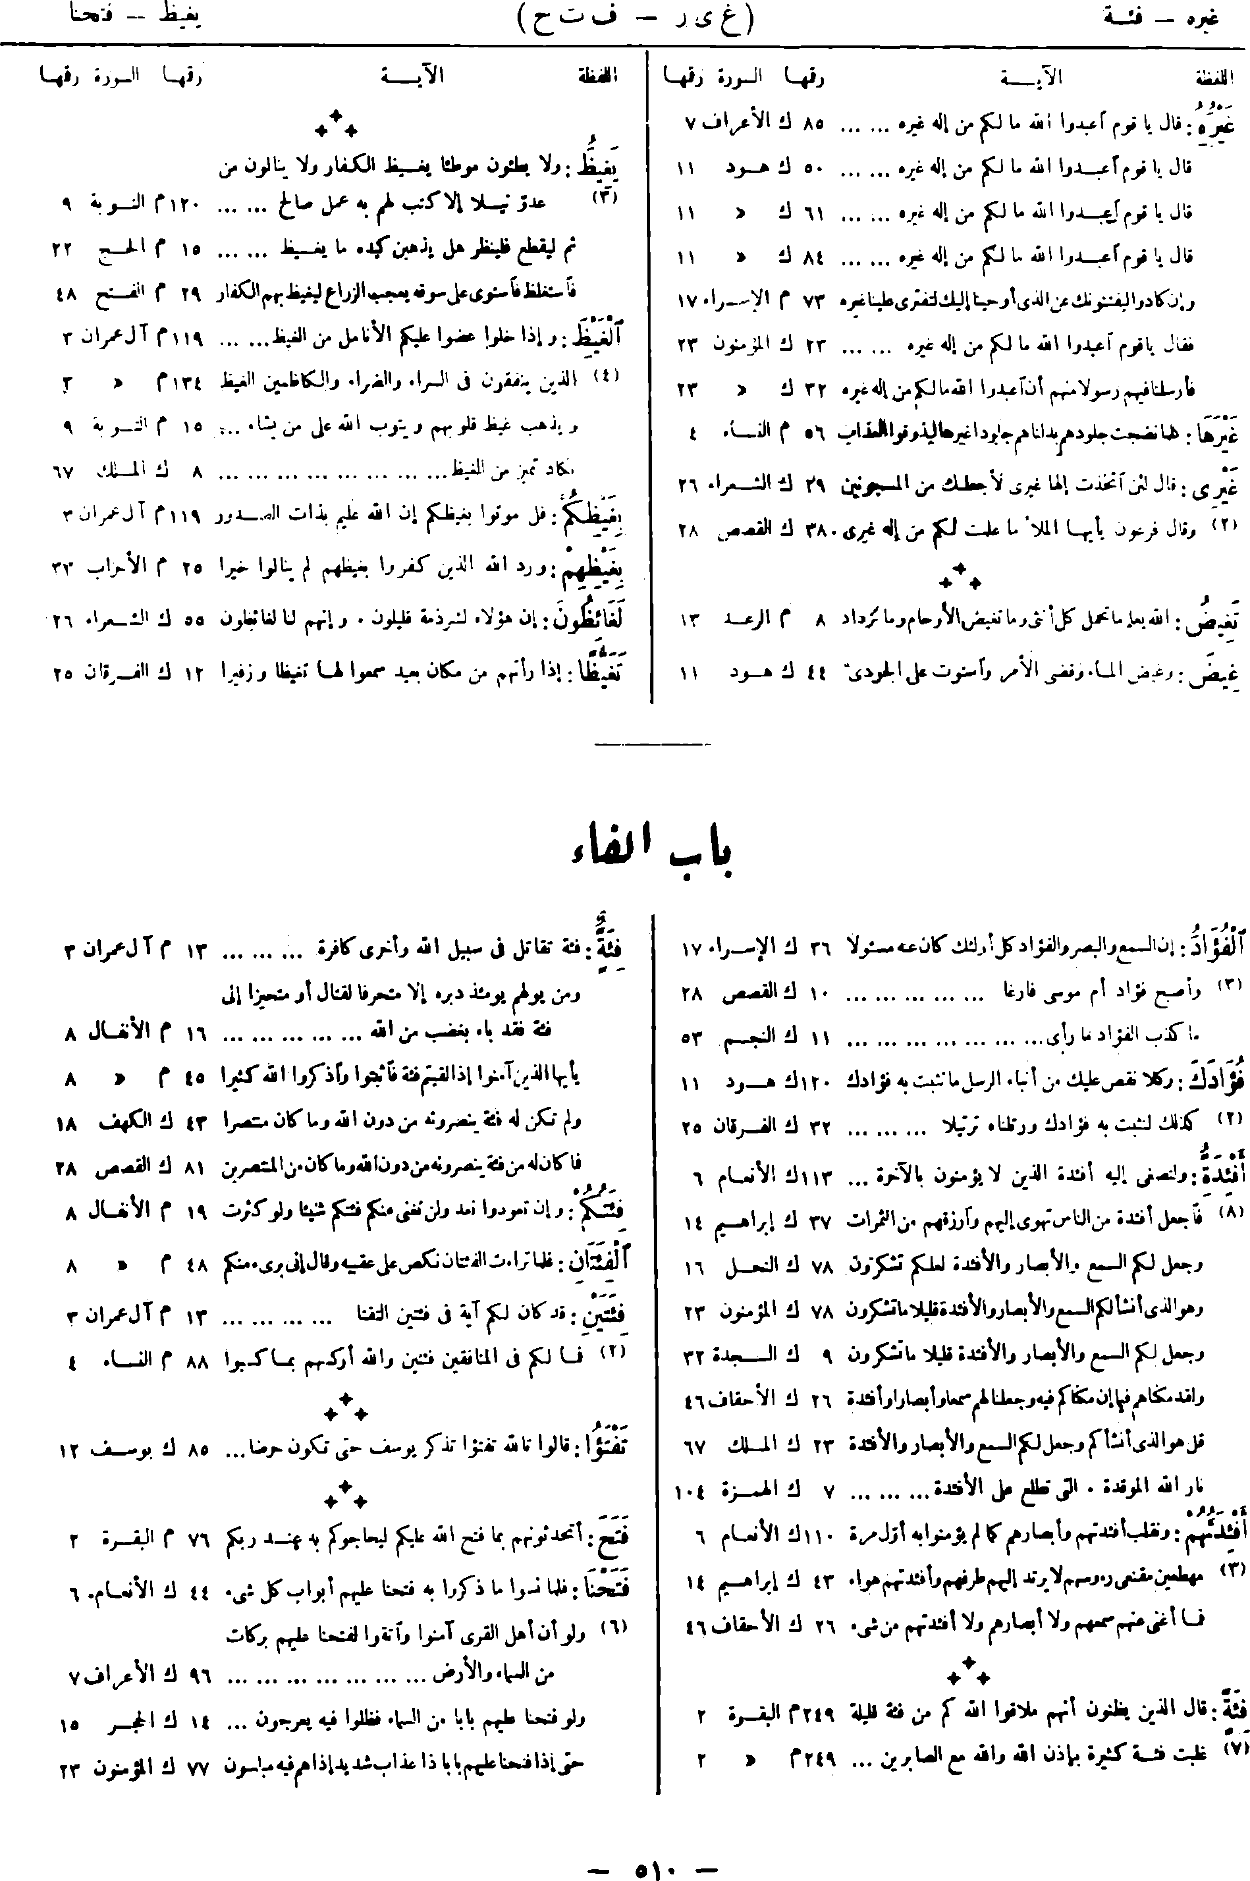 غيره — فئة
(غ ى ر — ف ت ح)
يغيظ — فتحنا
اللفظة الآيـــة رقمها السورة رقمها
غَيْرُهُ : قال يا قوم اعبدوا الله ما لكم من إله غيره ... ... ٨٥ ك الأعراف ٧
قال يا قوم اعبدوا الله ما لكم من إله غيره ... ... ٥٠ ك هود ١١
قال يا قوم اعبدوا الله ما لكم من إله غيره ... ... ٦١ ك » ١١
قال يا قوم اعبدوا الله ما لكم من إله غيره ... ... ٨٤ ك » ١١
وإن كادوا ليفتنونك عن الذى أوحينا إليك لتفترى علينا غيره ٧٣ م الإسراء ١٧
فقال يا قوم اعبدوا الله ما لكم من إله غيره ... ... ٢٣ ك المؤمنون ٢٣
فأرسلنا فيهم رسولا منهم أن اعبدوا الله ما لكم من إله غيره ٣٢ ك » ٢٣
غَيْرَهَا : كلما نضجت جلودهم بدلناهم جلودا غيرها ليذوقوا العذاب ٥٦ م النساء ٤
غَيْرِى : قال لئن اتخذت إلها غيرى لأجعلنك من المسجونين ٢٩ ك الشعراء ٢٦
(٢) وقال فرعون يأيها الملأ ما علمت لكم من إله غيرى ٣٨ ك القصص ٢٨
تَغِيضُ : الله يعلم ما تحمل كل أنثى وما تغيض الأرحام وما تزداد ٨ م الرعد ١٣
غِيضَ : وغيض الماء وقضى الأمر واستوت على الجودى ٤٤ ك هود ١١
اللفظة الآيـــة رقمها السورة رقمها
يَغِيظُ : ولا يطئون موطئا يغيظ الكفار ولا ينالون من
(٣) عدو نيلا إلا كتب لهم به عمل صالح ... ... ١٢٠ م التوبة ٩
ثم ليقطع فلينظر هل يذهبن كيده ما يغيظ ... ... ١٥ م الحج ٢٢
فاستغلظ فاستوى على سوقه يعجب الزراع ليغيظ بهم الكفار ٢٩ م الفتح ٤٨
اَلْغَيْظَ : وإذا خلوا عضوا عليكم الأنامل من الغيظ ... ... ١١٩ م آل عمران ٣
(٤) الذين ينفقون فى السراء والضراء والكاظمين الغيظ ١٣٤ م » ٣
ويذهب غيظ قلوبهم ويتوب الله على من يشاء ... ١٥ م التوبة ٩
تكاد تميز من الغيظ ... ... ... ... ... ... ٨ ك الملك ٦٧
بِغَيْظِكُمْ : قل موتوا بغيظكم إن الله عليم بذات الصدور ١١٩ م آل عمران ٣
بِغَيْظِهِمْ : ورد الله الذين كفروا بغيظهم لم ينالوا خيرا ٢٥ م الأحزاب ٣٣
لَغَائِظُونَ : إن هؤلاء لشرذمة قليلون . وإنهم لنا لغائظون ٥٥ ك الشعراء ٢٦
تَغَيُّظًا : إذا رأتهم من مكان بعيد سمعوا لها تغيظا وزفيرا ١٢ ك الفرقان ٢٥
باب الفاء
اَلْفُؤَادُ : إن السمع والبصر والفؤاد كل أولئك كان عنه مسئولا ٣٦ ك الإسراء ١٧
(٣) وأصبح فؤاد أم موسى فارغا ... ... ... ... ١٠ ك القصص ٢٨
ما كذب الفؤاد ما رأى ... ... ... ... ... ... ١١ ك النجم ٥٣
فُؤَادَكَ : وكلا نقص عليك من أنباء الرسل ما نثبت به فؤادك ١٢٠ ك هود ١١
(٢) كذلك لنثبت به فؤادك ورتلناه ترتيلا ... ... ٣٢ ك الفرقان ٢٥
أَفْئِدَةُ : ولتصغى إليه أفئدة الذين لا يؤمنون بالآخرة ... ١١٣ ك الأنعام ٦
(٨) فاجعل أفئدة من الناس تهوى إليهم وارزقهم من الثمرات ٣٧ ك إبراهيم ١٤
وجعل لكم السمع والأبصار والأفئدة لعلكم تشكرون ٧٨ ك النحل ١٦
وهو الذى أنشأ لكم السمع والأبصار والأفئدة قليلا ما تشكرون ٧٨ ك المؤمنون ٢٣
وجعل لكم السمع والأبصار والأفئدة قليلا ما تشكرون ٩ ك السجدة ٣٢
ولقد مكناهم فيما إن مكناكم فيه وجعلنا لهم سمعا وأبصارا وأفئدة ٢٦ ك الأحقاف ٤٦
قل هو الذى أنشأكم وجعل لكم السمع والأبصار والأفئدة ٢٣ ك الملك ٦٧
نار الله الموقدة . التى تطلع على الأفئدة ... ... ... ٧ ك الهمزة ١٠٤
أَفْئِدَتَهُمْ : ونقلب أفئدتهم وأبصارهم كما لم يؤمنوا به أول مرة ١١٠ ك الأنعام ٦
(٣) مهطعين مقنعى رءوسهم لا يرتد إليهم طرفهم وأفئدتهم هواء ٤٣ ك إبراهيم ١٤
فما أغنى عنهم سمعهم ولا أبصارهم ولا أفئدتهم من شىء ٢٦ ك الأحقاف ٤٦
فِئَةٍ : قال الذين يظنون أنهم ملاقوا الله كم من فئة قليلة ٢٤٩ م البقرة ٢
(٧) غلبت فئة كثيرة بإذن الله والله مع الصابرين ... ٢٤٩ م » ٢
فِئَةٌ : فئة تقاتل فى سبيل الله وأخرى كافرة ... ... ... ١٣ م آل عمران ٣
ومن يولهم يومئذ دبره إلا متحرفا لقتال أو متحيزا إلى
فئة فقد باء بغضب من الله ... ... ... ... ... ١٦ م الأنفال ٨
يأيها الذين آمنوا إذا لقيتم فئة فاثبتوا واذكروا الله كثيرا ٤٥ م » ٨
ولم تكن له فئة ينصرونه من دون الله وما كان منتصرا ٤٣ ك الكهف ١٨
فما كان له من فئة ينصرونه من دون الله وما كان من المنتصرين ٨١ ك القصص ٢٨
فِئَتُكُمْ : وإن تعودوا نعد ولن تغنى عنكم فئتكم شيئا ولو كثرت ١٩ م الأنفال ٨
اَلْفِئَتَانِ : فلما تراءت الفئتان نكص على عقبيه وقال إنى برىء منكم ٤٨ م » ٨
فِئَتَيْنِ : قد كان لكم آية فى فئتين التقتا ... ... ... ... ١٣ م آل عمران ٣
(٢) فما لكم فى المنافقين فئتين والله أركسهم بما كسبوا ٨٨ م النساء ٤
تَفْتَؤُا : قالوا تالله تفتؤا تذكر يوسف حتى تكون حرضا ... ٨٥ ك يوسف ١٢
فَتَحَ : أتحدثونهم بما فتح الله عليكم ليحاجوكم به عند ربكم ٧٦ م البقرة ٢
فَتَحْنَا : فلما نسوا ما ذكروا به فتحنا عليهم أبواب كل شىء ٤٤ ك الأنعام ٦
(٦) ولو أن أهل القرى آمنوا واتقوا لفتحنا عليهم بركات
من السماء والأرض ... ... ... ... ... ... ... ٩٦ ك الأعراف ٧
ولو فتحنا عليهم بابا من السماء فظلوا فيه يعرجون ... ١٤ ك الحجر ١٥
حتى إذا فتحنا عليهم بابا ذا عذاب شديد إذا هم فيه مبلسون ٧٧ ك المؤمنون ٢٣
— ٥١٠ —